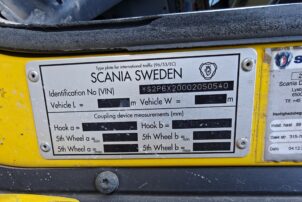 Type plate for international traffic (96/53/EC)
SCANIA SWEDEN
Identification No (VIN) YS2P6X20002050540
Vehicle L = m Vehicle W = m
Coupling device measurements (mm)
Hook a = Hook b =
5th Wheel a = 5th Wheel b =
5th Wheel a = 5th Wheel b =